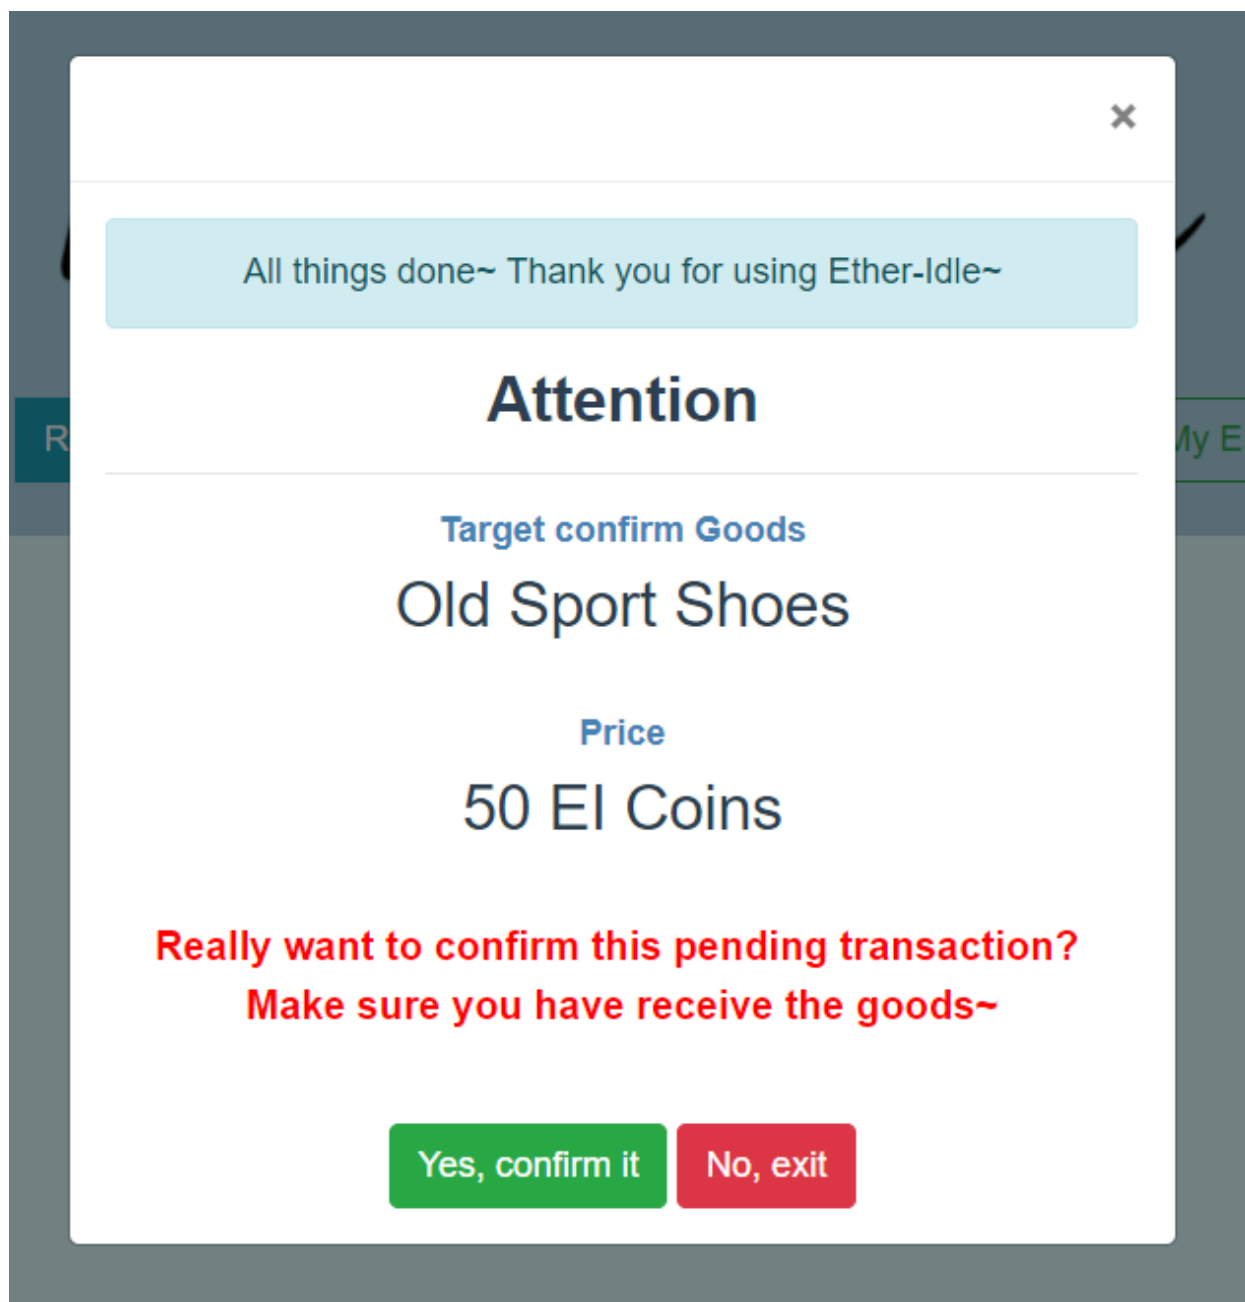 ×
All things done~ Thank you for using Ether-Idle~
Attention
R
My E
Target confirm Goods
Old Sport Shoes
Price
50 EI Coins
Really want to confirm this pending transaction?
Make sure you have receive the goods~
Yes, confirm it
No, exit